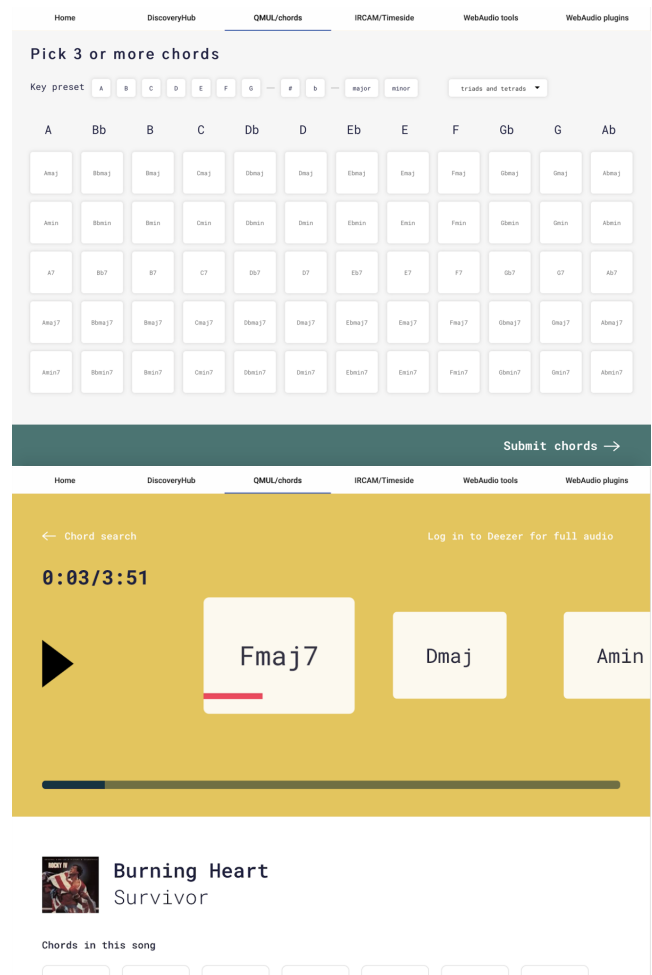 Home DiscoveryHub QMUL/chords IRCAM/Timeside WebAudio tools WebAudio plugins
Pick 3 or more chords
Key preset A B C D E F G — # b — major minor triads and tetrads
A Bb B C Db D Eb E F Gb G Ab
Amaj Bbmaj Bmaj Cmaj Dbmaj Dmaj Ebmaj Emaj Fmaj Gbmaj Gmaj Abmaj
Amin Bbmin Bmin Cmin Dbmin Dmin Ebmin Emin Fmin Gbmin Gmin Abmin
A7 Bb7 B7 C7 Db7 D7 Eb7 E7 F7 Gb7 G7 Ab7
Amaj7 Bbmaj7 Bmaj7 Cmaj7 Dbmaj7 Dmaj7 Ebmaj7 Emaj7 Fmaj7 Gbmaj7 Gmaj7 Abmaj7
Amin7 Bbmin7 Bmin7 Cmin7 Dbmin7 Dmin7 Ebmin7 Emin7 Fmin7 Gbmin7 Gmin7 Abmin7
Submit chords →
Home DiscoveryHub QMUL/chords IRCAM/Timeside WebAudio tools WebAudio plugins
← Chord search Log in to Deezer for full audio
0:03/3:51
Fmaj7 Dmaj Amin
ROCKY IV
Burning Heart
Survivor
Chords in this song